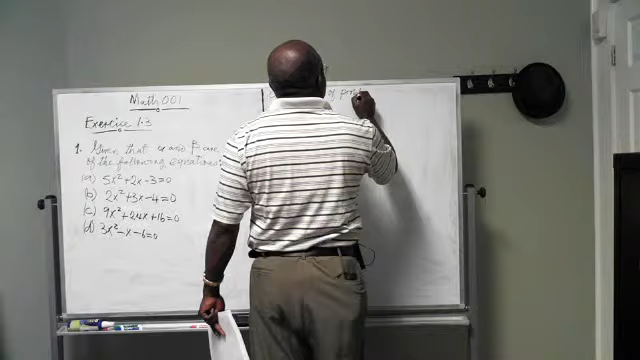 Math 001
Exercise 1.3
1. Given that α and β are
of the following equations:
(a) 5x²+2x-3=0
(b) 2x²+3x-4=0
(c) 9x²+24x+16=0
(d) 3x²-x-6=0
of